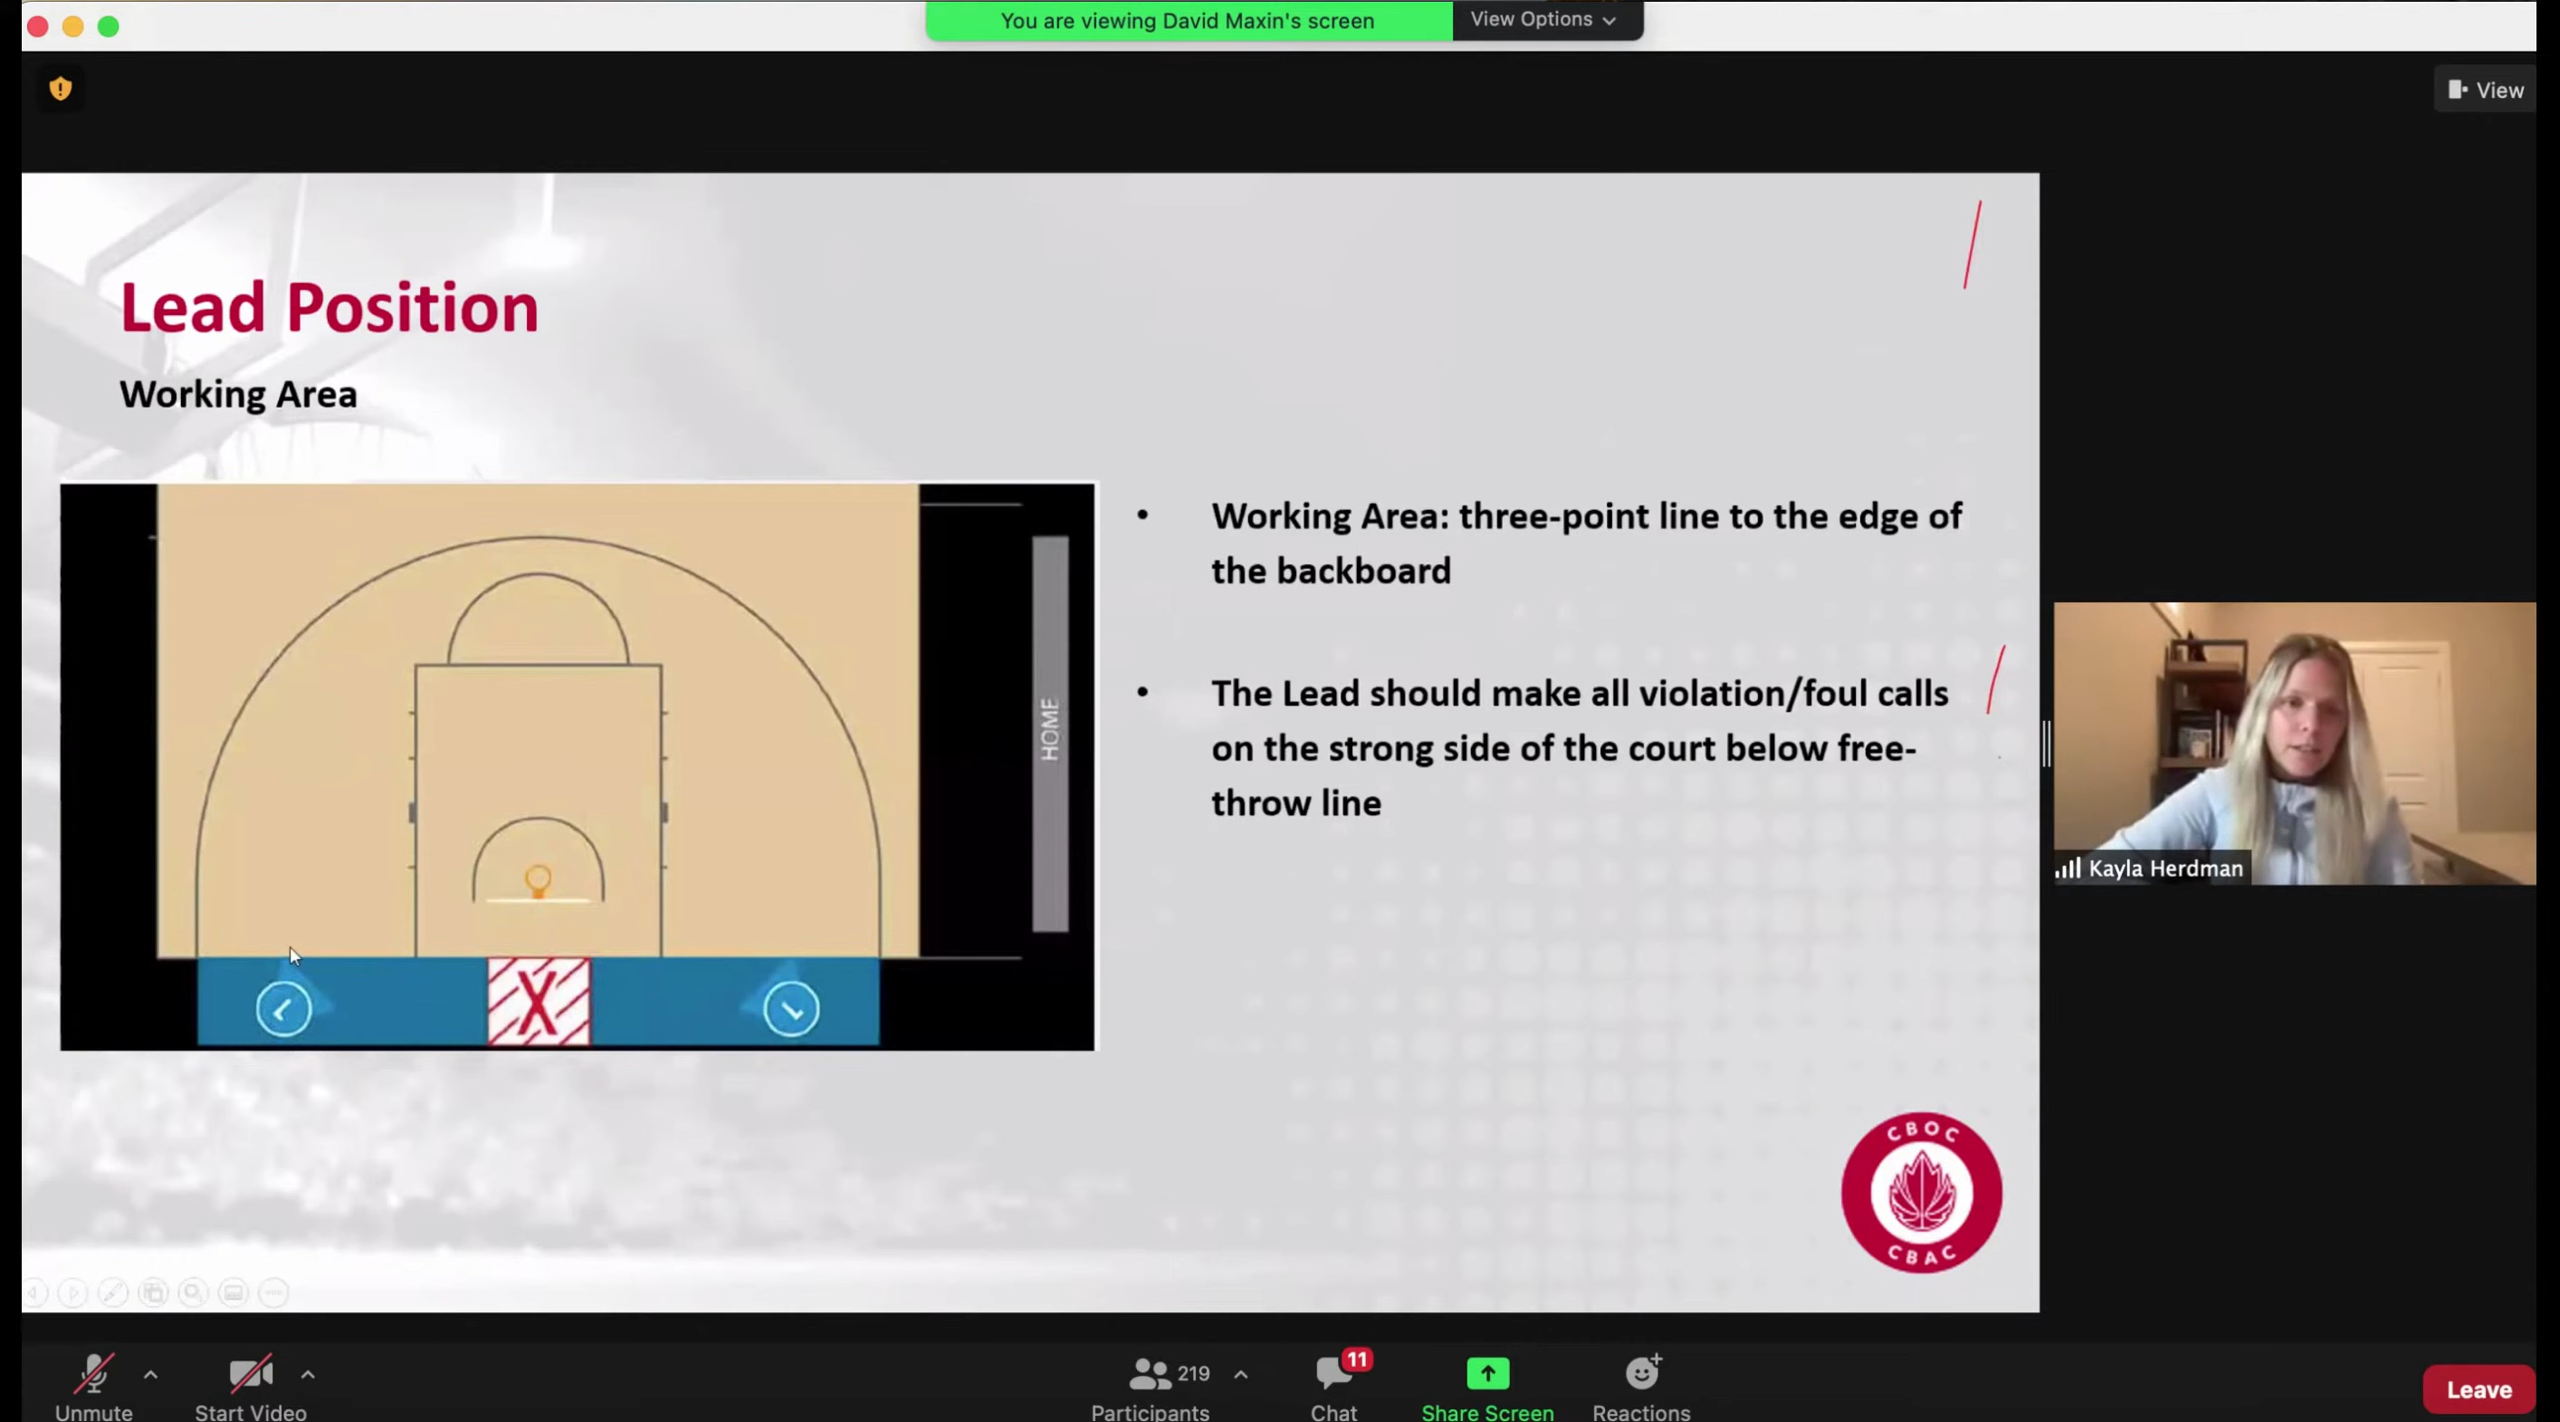 You are viewing David Maxin's screen
View Options
View
Lead Position
Working Area
Working Area: three-point line to the edge of
the backboard
The Lead should make all violation/foul calls
on the strong side of the court below free-
throw line
HOME
X
Kayla Herdman
CBOC
CBAC
Unmute
Start Video
219
Participants
11
Chat
Share Screen
Reactions
Leave